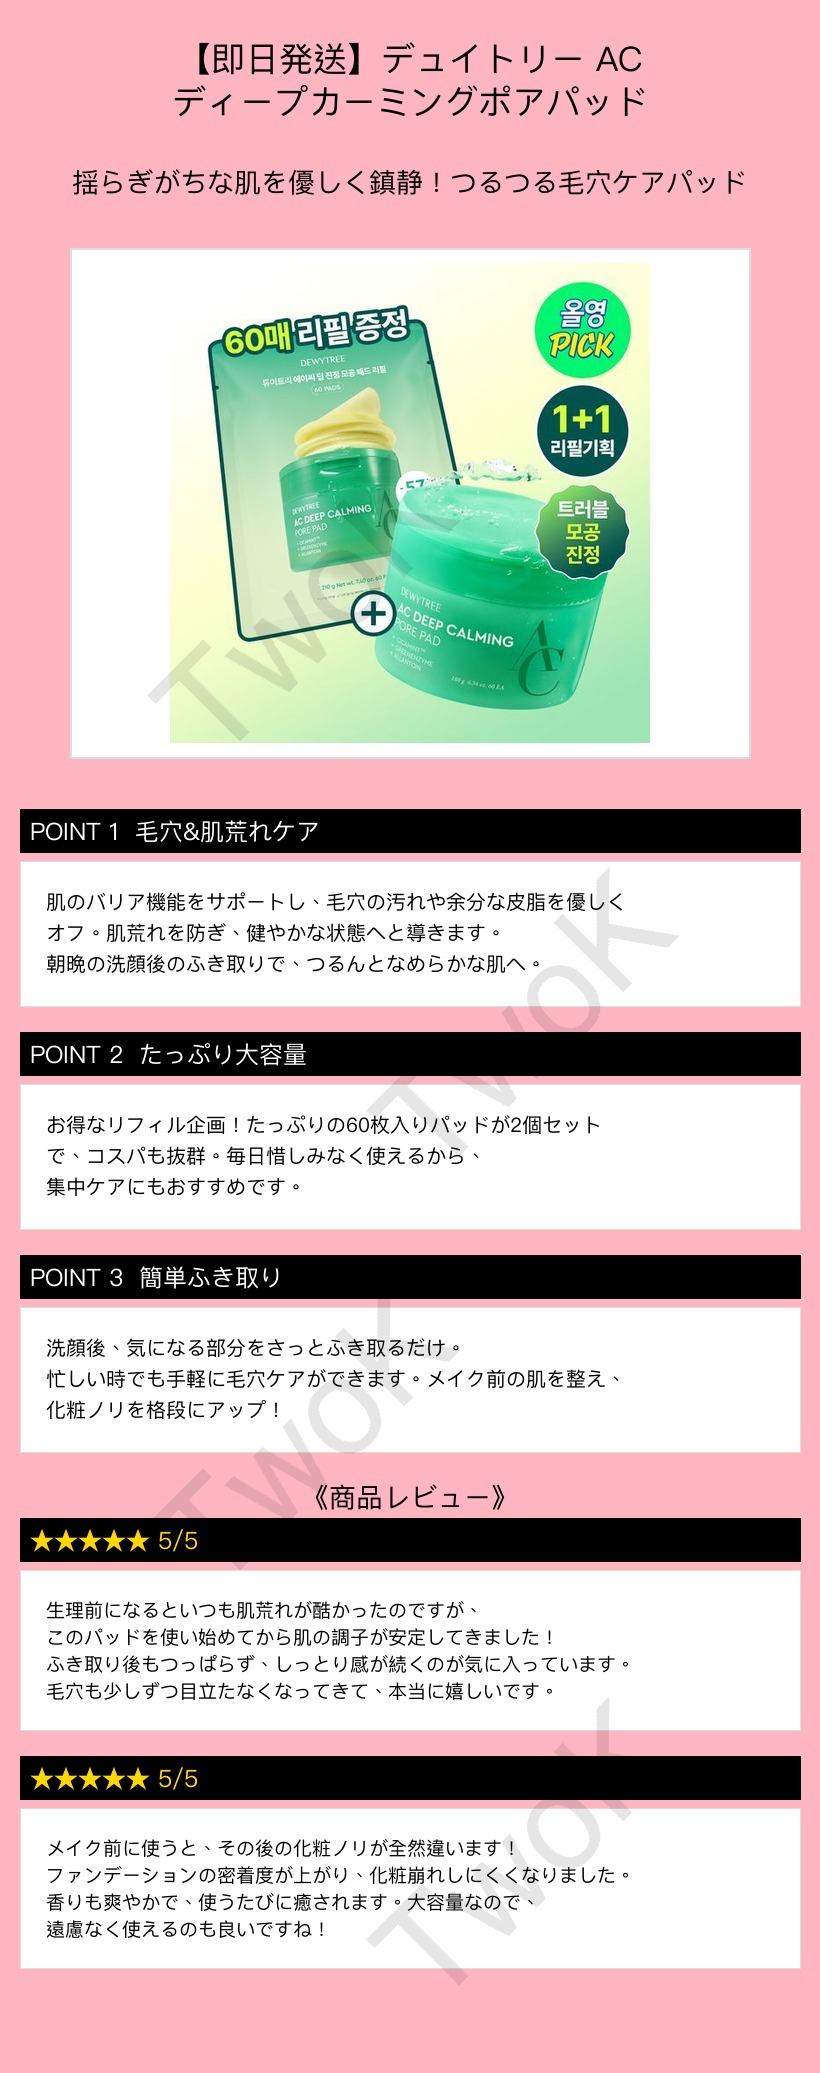 【即日発送】デュイトリー AC
ディープカーミングポアパッド
揺らぎがちな肌を優しく鎮静！つるつる毛穴ケアパッド
60매 리필 증정
DEWYTREE
듀이트리 에이씨 딥 진정 모공 패드 리필
60 PADS
DEWYTREE
AC DEEP CALMING
PORE PAD
+ CICAMINT™
+ GREENENZYME
+ ALLANTOIN
210 g Net wt. 7.40 oz. 60 P
올영
PICK
1+1
리필기획
트러블
모공
진정
DEWYTREE
AC DEEP CALMING
PORE PAD
+ CICAMINT™
+ GREENENZYME
+ ALLANTOIN
180 g 6.34 oz. 60 EA
AC
TwoK
POINT 1 毛穴&肌荒れケア
肌のバリア機能をサポートし、毛穴の汚れや余分な皮脂を優しく
オフ。肌荒れを防ぎ、健やかな状態へと導きます。
朝晩の洗顔後のふき取りで、つるんとなめらかな肌へ。
TwoK
POINT 2 たっぷり大容量
お得なリフィル企画！たっぷりの60枚入りパッドが2個セット
で、コスパも抜群。毎日惜しみなく使えるから、
集中ケアにもおすすめです。
POINT 3 簡単ふき取り
洗顔後、気になる部分をさっとふき取るだけ。
忙しい時でも手軽に毛穴ケアができます。メイク前の肌を整え、
化粧ノリを格段にアップ！
TwoK
《商品レビュー》
★★★★★ 5/5
生理前になるといつも肌荒れが酷かったのですが、
このパッドを使い始めてから肌の調子が安定してきました！
ふき取り後もつっぱらず、しっとり感が続くのが気に入っています。
毛穴も少しずつ目立たなくなってきて、本当に嬉しいです。
★★★★★ 5/5
メイク前に使うと、その後の化粧ノリが全然違います！
ファンデーションの密着度が上がり、化粧崩れしにくくなりました。
香りも爽やかで、使うたびに癒されます。大容量なので、
遠慮なく使えるのも良いですね！
TwoK